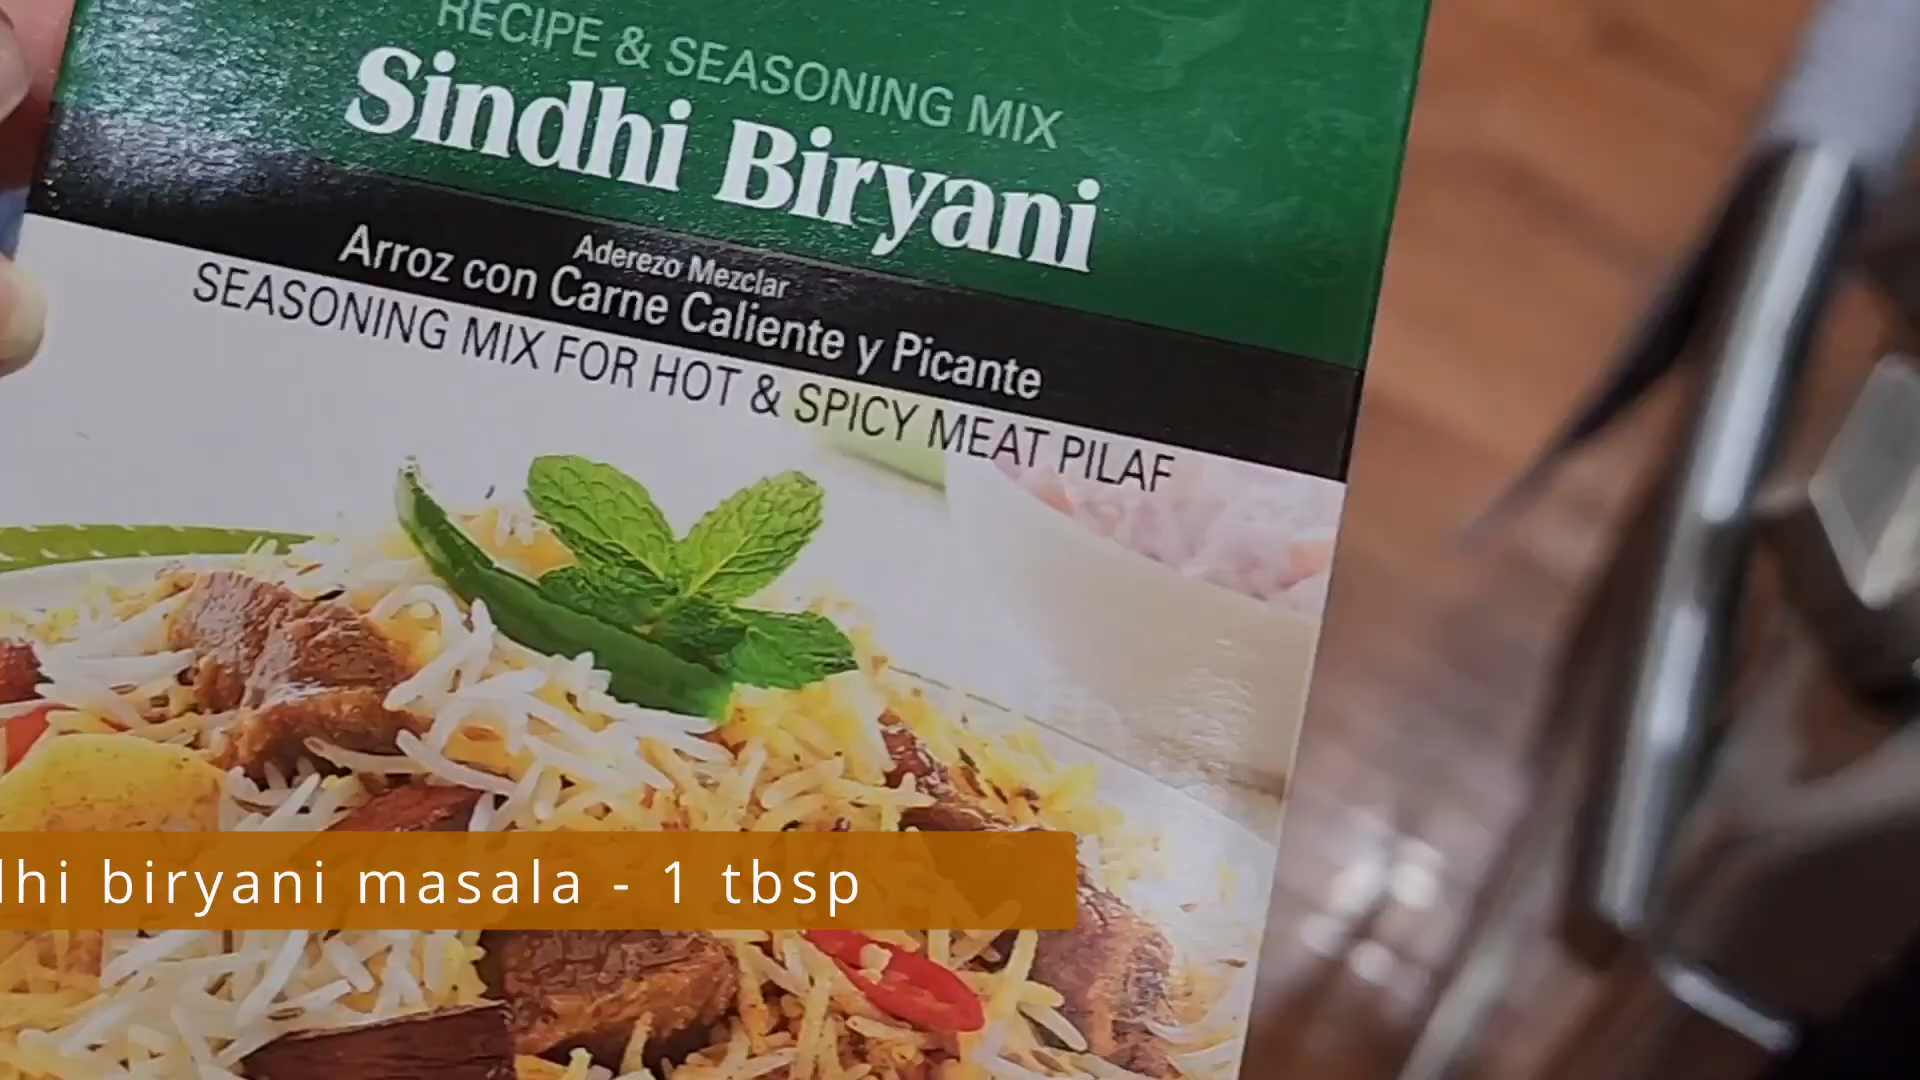 RECIPE & SEASONING MIX
Sindhi Biryani
Aderezo Mezclar
Arroz con Carne Caliente y Picante
SEASONING MIX FOR HOT & SPICY MEAT PILAF
dhi biryani masala - 1 tbsp